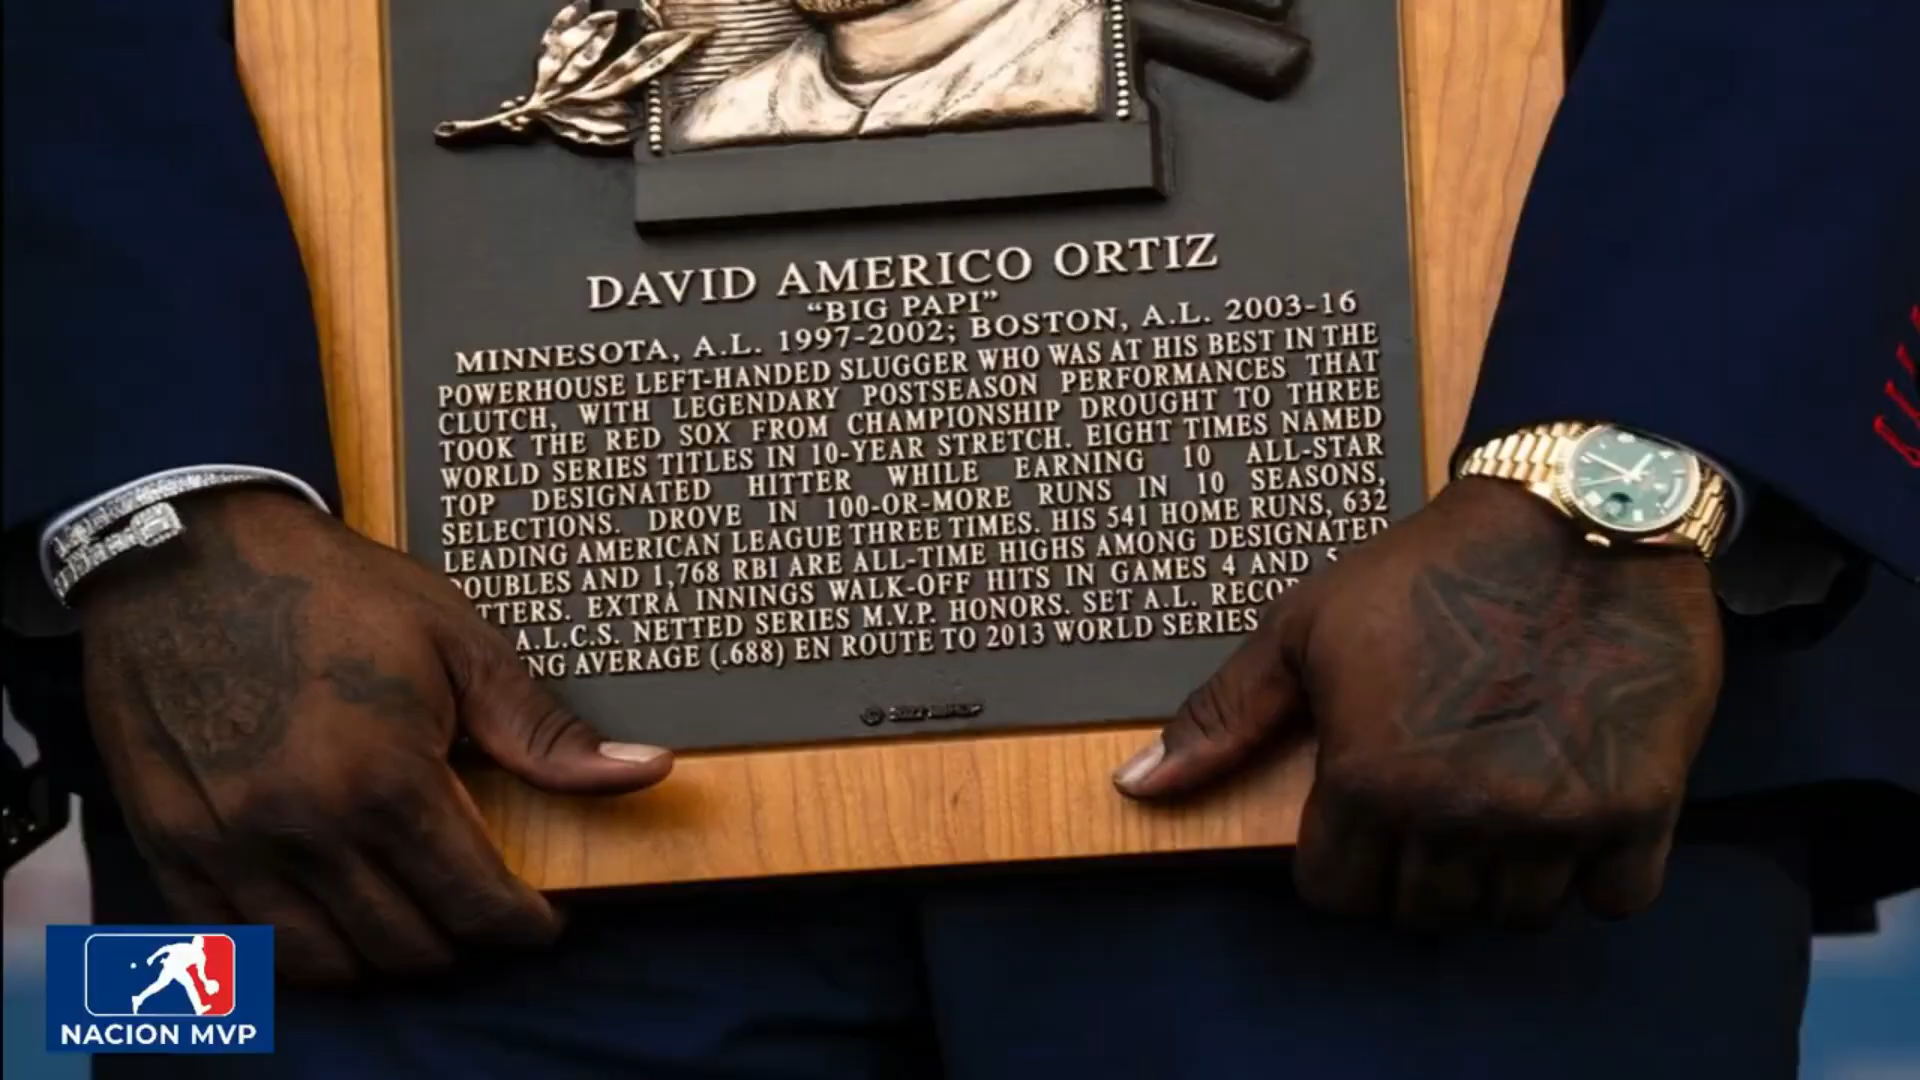 DAVID AMERICO ORTIZ
“BIG PAPI”
MINNESOTA, A.L. 1997-2002; BOSTON, A.L. 2003-16
POWERHOUSE LEFT-HANDED SLUGGER WHO WAS AT HIS BEST IN THE
CLUTCH, WITH LEGENDARY POSTSEASON PERFORMANCES THAT
TOOK THE RED SOX FROM CHAMPIONSHIP DROUGHT TO THREE
WORLD SERIES TITLES IN 10-YEAR STRETCH. EIGHT TIMES NAMED
TOP DESIGNATED HITTER WHILE EARNING 10 ALL-STAR
SELECTIONS. DROVE IN 100-OR-MORE RUNS IN 10 SEASONS,
LEADING AMERICAN LEAGUE THREE TIMES. HIS 541 HOME RUNS, 632
DOUBLES AND 1,768 RBI ARE ALL-TIME HIGHS AMONG DESIGNATED
TTERS. EXTRA INNINGS WALK-OFF HITS IN GAMES 4 AND 5
A.L.C.S. NETTED SERIES M.V.P. HONORS. SET A.L. RECO
NG AVERAGE (.688) EN ROUTE TO 2013 WORLD SERIES
NACION MVP